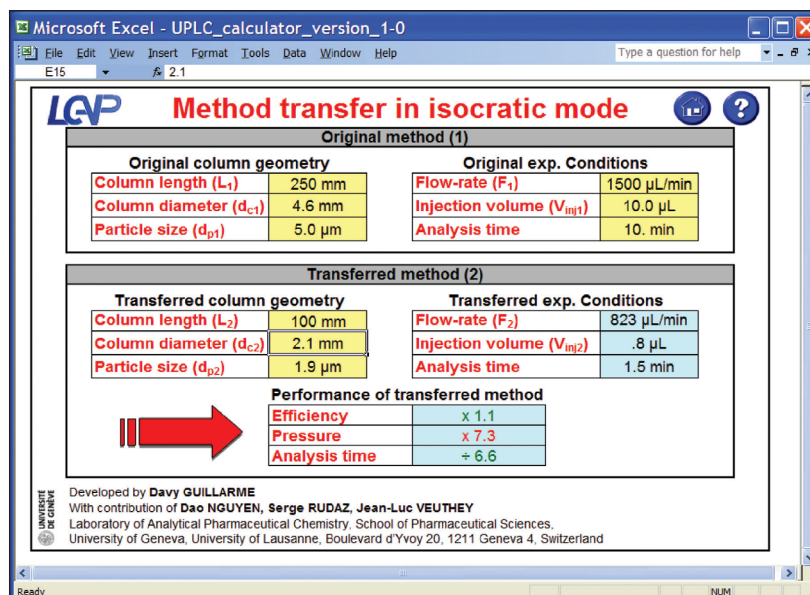 Microsoft Excel - UPLC_calculator_version_1-0
File Edit View Insert Format Tools Data Window Help Type a question for help
E15 fx 2.1
LCAP Method transfer in isocratic mode ?
Original method (1)
Original column geometry Original exp. Conditions
Column length (L1) 250 mm Flow-rate (F1) 1500 µL/min
Column diameter (dc1) 4.6 mm Injection volume (Vinj1) 10.0 µL
Particle size (dp1) 5.0 µm Analysis time 10. min
Transferred method (2)
Transferred column geometry Transferred exp. Conditions
Column length (L2) 100 mm Flow-rate (F2) 823 µL/min
Column diameter (dc2) 2.1 mm Injection volume (Vinj2) .8 µL
Particle size (dp2) 1.9 µm Analysis time 1.5 min
Performance of transferred method
Efficiency x 1.1
Pressure x 7.3
Analysis time ÷ 6.6
UNIVERSITÉ DE GENÈVE
Developed by Davy GUILLARME
With contribution of Dao NGUYEN, Serge RUDAZ, Jean-Luc VEUTHEY
Laboratory of Analytical Pharmaceutical Chemistry, School of Pharmaceutical Sciences,
University of Geneva, University of Lausanne, Boulevard d'Yvoy 20, 1211 Geneva 4, Switzerland
Ready NUM